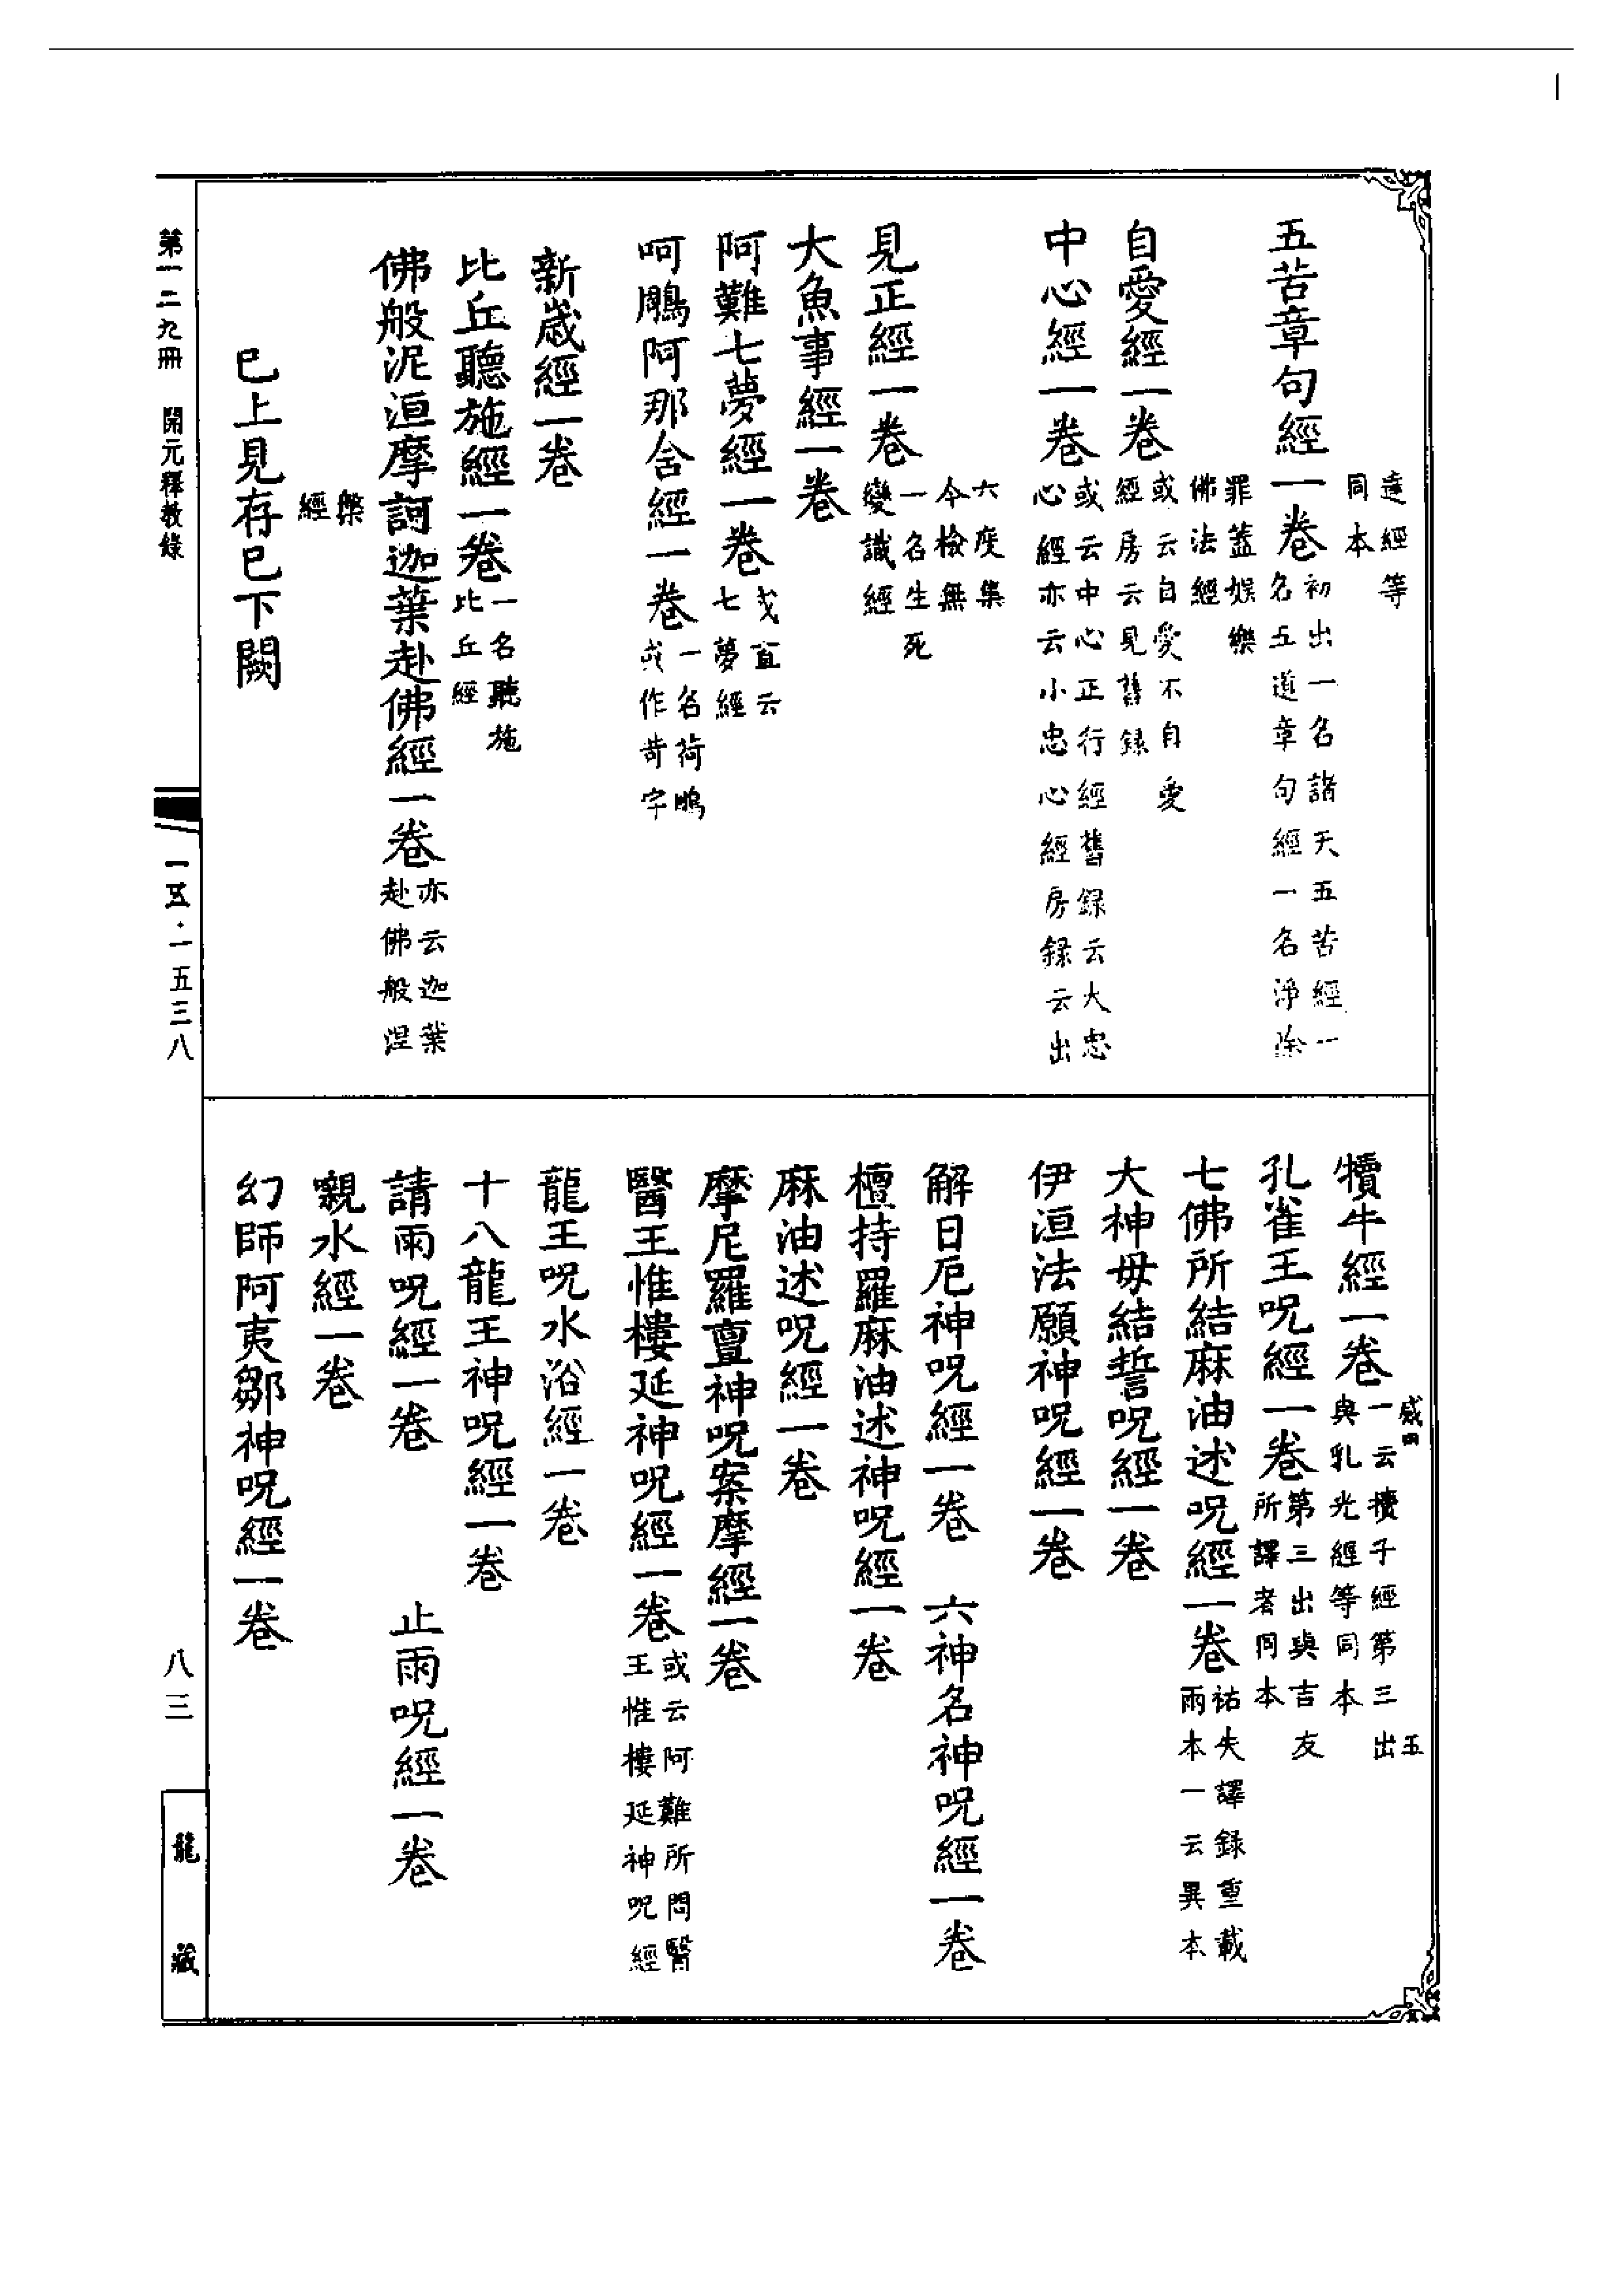 達經等
同本
五苦章句經一卷初出一名諸天五苦經一
名五道章句經一名淨除
罪蓋娛樂
佛法經
自愛經一卷或云自愛不自愛
經房云見舊録
中心經一卷或云中心正行經舊録云大忠
心經亦云小忠心經房録云出
六度集
今檢無
見正經一卷一名生死
變識經
大魚事經一卷
阿難七夢經一卷或直云
七夢經
呵鵰阿那含經一卷一名荷鵰
或作苛字
新歲經一卷
比丘聽施經一卷一名聽施
比丘經
佛般泥洹摩訶迦葉赴佛經一卷亦云迦葉
赴佛般涅
槃
經
巳上見存巳下闕
感四
五
犢牛經一卷一云犢子經第三出
與乳光經等同本
孔雀王呪經一卷第三出與吉友
所譯者同本
七佛所結麻油述呪經一卷祐失譯録重載
兩本一云異本
大神毋結誓呪經一卷
伊洹法願神呪經一卷
解日厄神呪經一卷 六神名神呪經一卷
檀持羅麻油述神呪經一卷
麻油述呪經一卷
摩尼羅亶神呪案摩經一卷
醫王惟樓延神呪經一卷或云阿難所問醫
王惟樓延神呪經
龍王呪水浴經一卷
十八龍王神呪經一卷
請雨呪經一卷 止雨呪經一卷
嚫水經一卷
幻師阿夷鄒神呪經一卷
第一二九冊 開元釋教錄
一五·一五三八
八三
龍藏